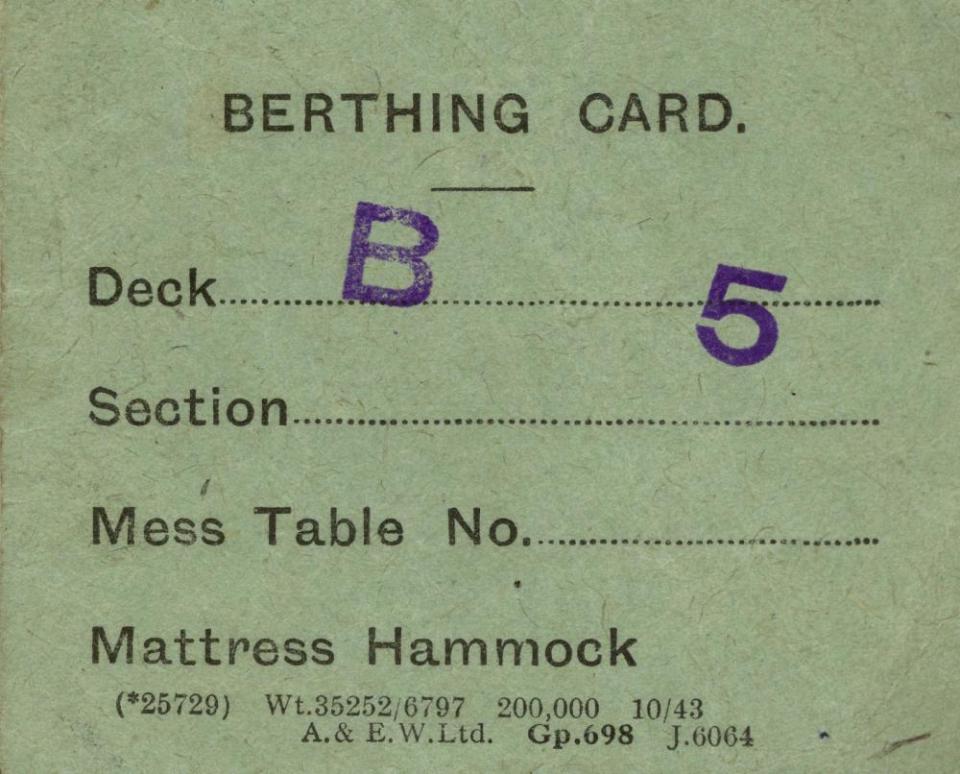 BERTHING CARD.
Deck..........B..........5..........
Section..............................
Mess Table No...................
Mattress Hammock
(*25729) Wt.35252/6797 200,000 10/43
A. & E.W.Ltd. Gp.698 J.6064